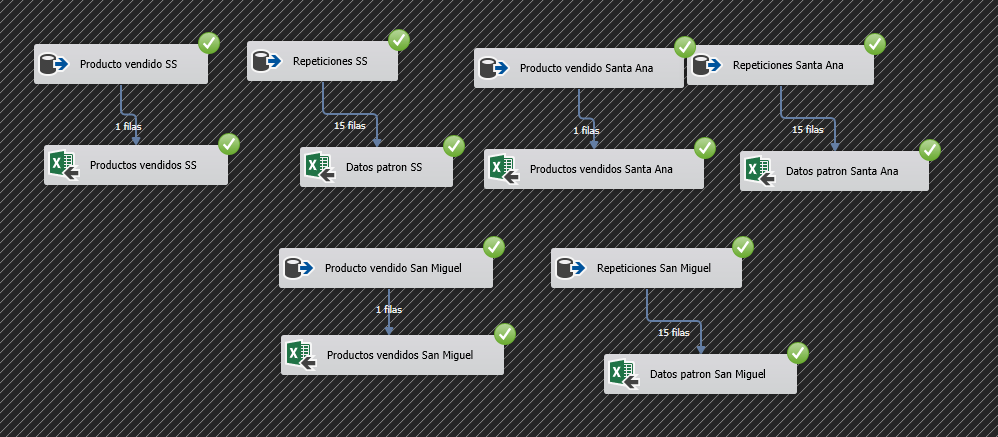 Producto vendido SS
Repeticiones SS
Producto vendido Santa Ana
Repeticiones Santa Ana
1 filas
15 filas
1 filas
15 filas
Productos vendidos SS
Datos patron SS
Productos vendidos Santa Ana
Datos patron Santa Ana
Producto vendido San Miguel
Repeticiones San Miguel
1 filas
15 filas
Productos vendidos San Miguel
Datos patron San Miguel